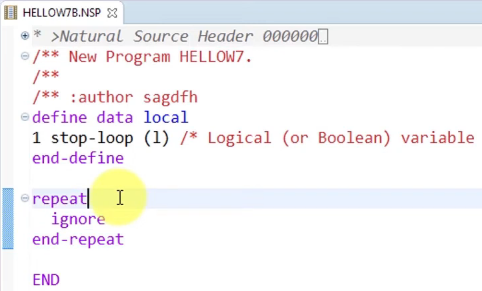 HELLOW7B.NSP
* >Natural Source Header 000000
/** New Program HELLOW7.
/**
/** :author sagdfh
define data local
1 stop-loop (l) /* Logical (or Boolean) variable
end-define
repeat
ignore
end-repeat
END